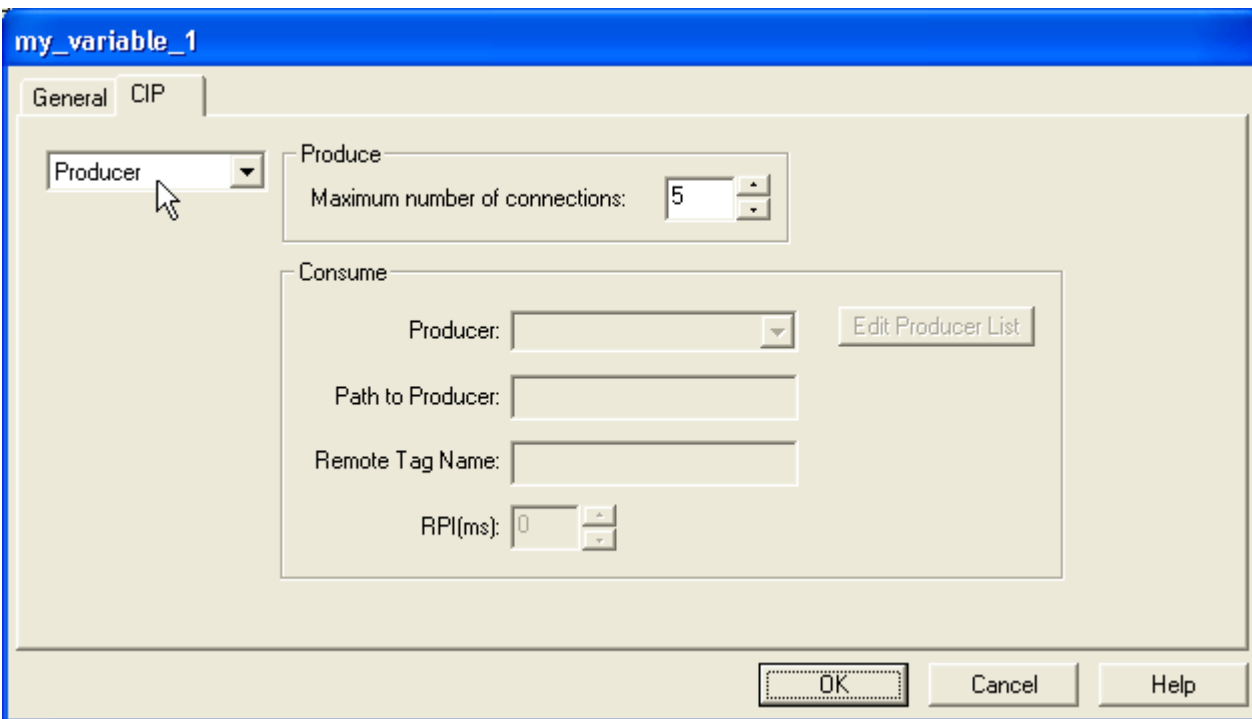 my_variable_1
General CIP
Producer
Produce
Maximum number of connections: 5
Consume
Producer: Edit Producer List
Path to Producer:
Remote Tag Name:
RPI(ms): 0
OK Cancel Help